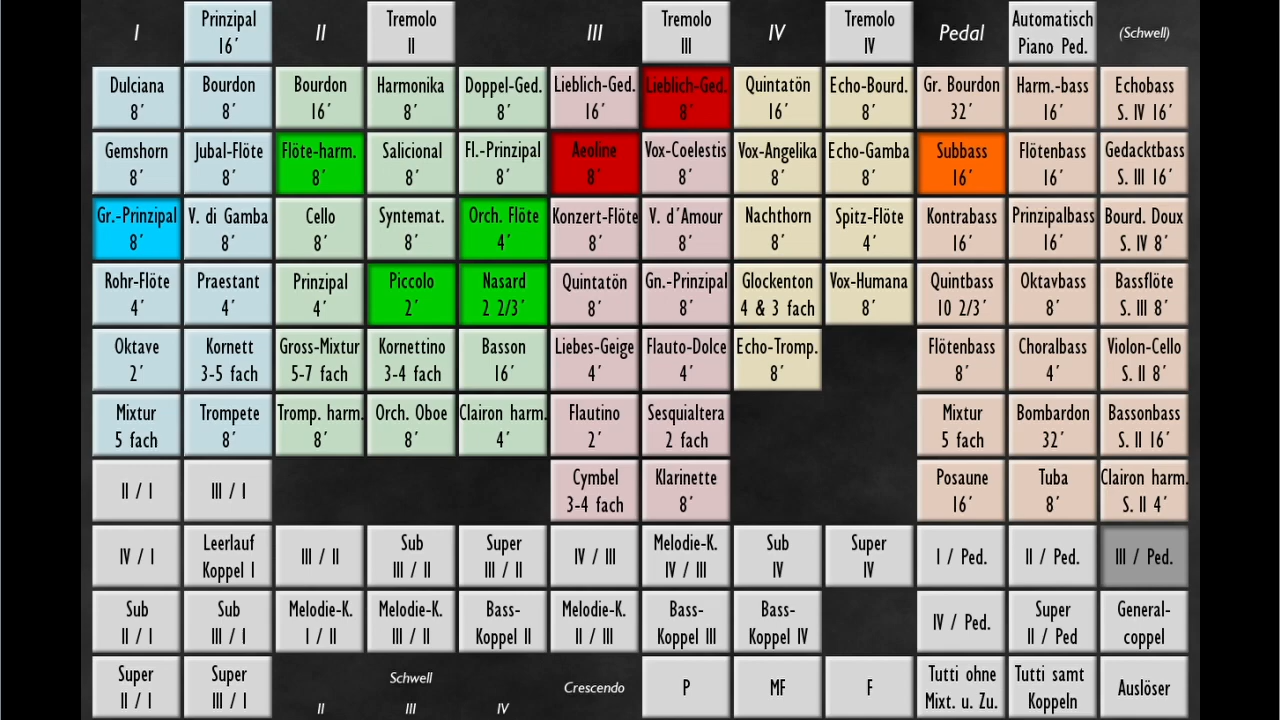 I
Prinzipal
16´
II
Tremolo
II
III
Tremolo
III
IV
Tremolo
IV
Pedal
Automatisch
Piano Ped.
(Schwell)
Dulciana
8´
Bourdon
8´
Bourdon
16´
Harmonika
8´
Doppel-Ged.
8´
Lieblich-Ged.
16´
Lieblich-Ged.
8´
Quintatön
16´
Echo-Bourd.
8´
Gr. Bourdon
32´
Harm.-bass
16´
Echobass
S. IV 16´
Gemshorn
8´
Jubal-Flöte
8´
Flöte-harm.
8´
Salicional
8´
Fl.-Prinzipal
8´
Aeoline
8´
Vox-Coelestis
8´
Vox-Angelika
8´
Echo-Gamba
8´
Subbass
16´
Flötenbass
16´
Gedacktbass
S. III 16´
Gr.-Prinzipal
8´
V. di Gamba
8´
Cello
8´
Syntemat.
8´
Orch. Flöte
4´
Konzert-Flöte
8´
V. d´Amour
8´
Nachthorn
8´
Spitz-Flöte
4´
Kontrabass
16´
Prinzipalbass
16´
Bourd. Doux
S. IV 8´
Rohr-Flöte
4´
Praestant
4´
Prinzipal
4´
Piccolo
2´
Nasard
2 2/3´
Quintatön
8´
Gn.-Prinzipal
8´
Glockenton
4 & 3 fach
Vox-Humana
8´
Quintbass
10 2/3´
Oktavbass
8´
Bassflöte
S. III 8´
Oktave
2´
Kornett
3-5 fach
Gross-Mixtur
5-7 fach
Kornettino
3-4 fach
Basson
16´
Liebes-Geige
4´
Flauto-Dolce
4´
Echo-Tromp.
8´
Flötenbass
8´
Choralbass
4´
Violon-Cello
S. II 8´
Mixtur
5 fach
Trompete
8´
Tromp. harm.
8´
Orch. Oboe
8´
Clairon harm.
4´
Flautino
2´
Sesquialtera
2 fach
Mixtur
5 fach
Bombardon
32´
Bassonbass
S. II 16´
II / I
III / I
Cymbel
3-4 fach
Klarinette
8´
Posaune
16´
Tuba
8´
Clairon harm.
S. II 4´
IV / I
Leerlauf
Koppel I
III / II
Sub
III / II
Super
III / II
IV / III
Melodie-K.
IV / III
Sub
IV
Super
IV
I / Ped.
II / Ped.
III / Ped.
Sub
II / I
Sub
III / I
Melodie-K.
I / II
Melodie-K.
III / II
Bass-
Koppel II
Melodie-K.
II / III
Bass-
Koppel III
Bass-
Koppel IV
IV / Ped.
Super
II / Ped
General-
coppel
Super
II / I
Super
III / I
Schwell
II
III
IV
Crescendo
P
MF
F
Tutti ohne
Mixt. u. Zu.
Tutti samt
Koppeln
Auslöser